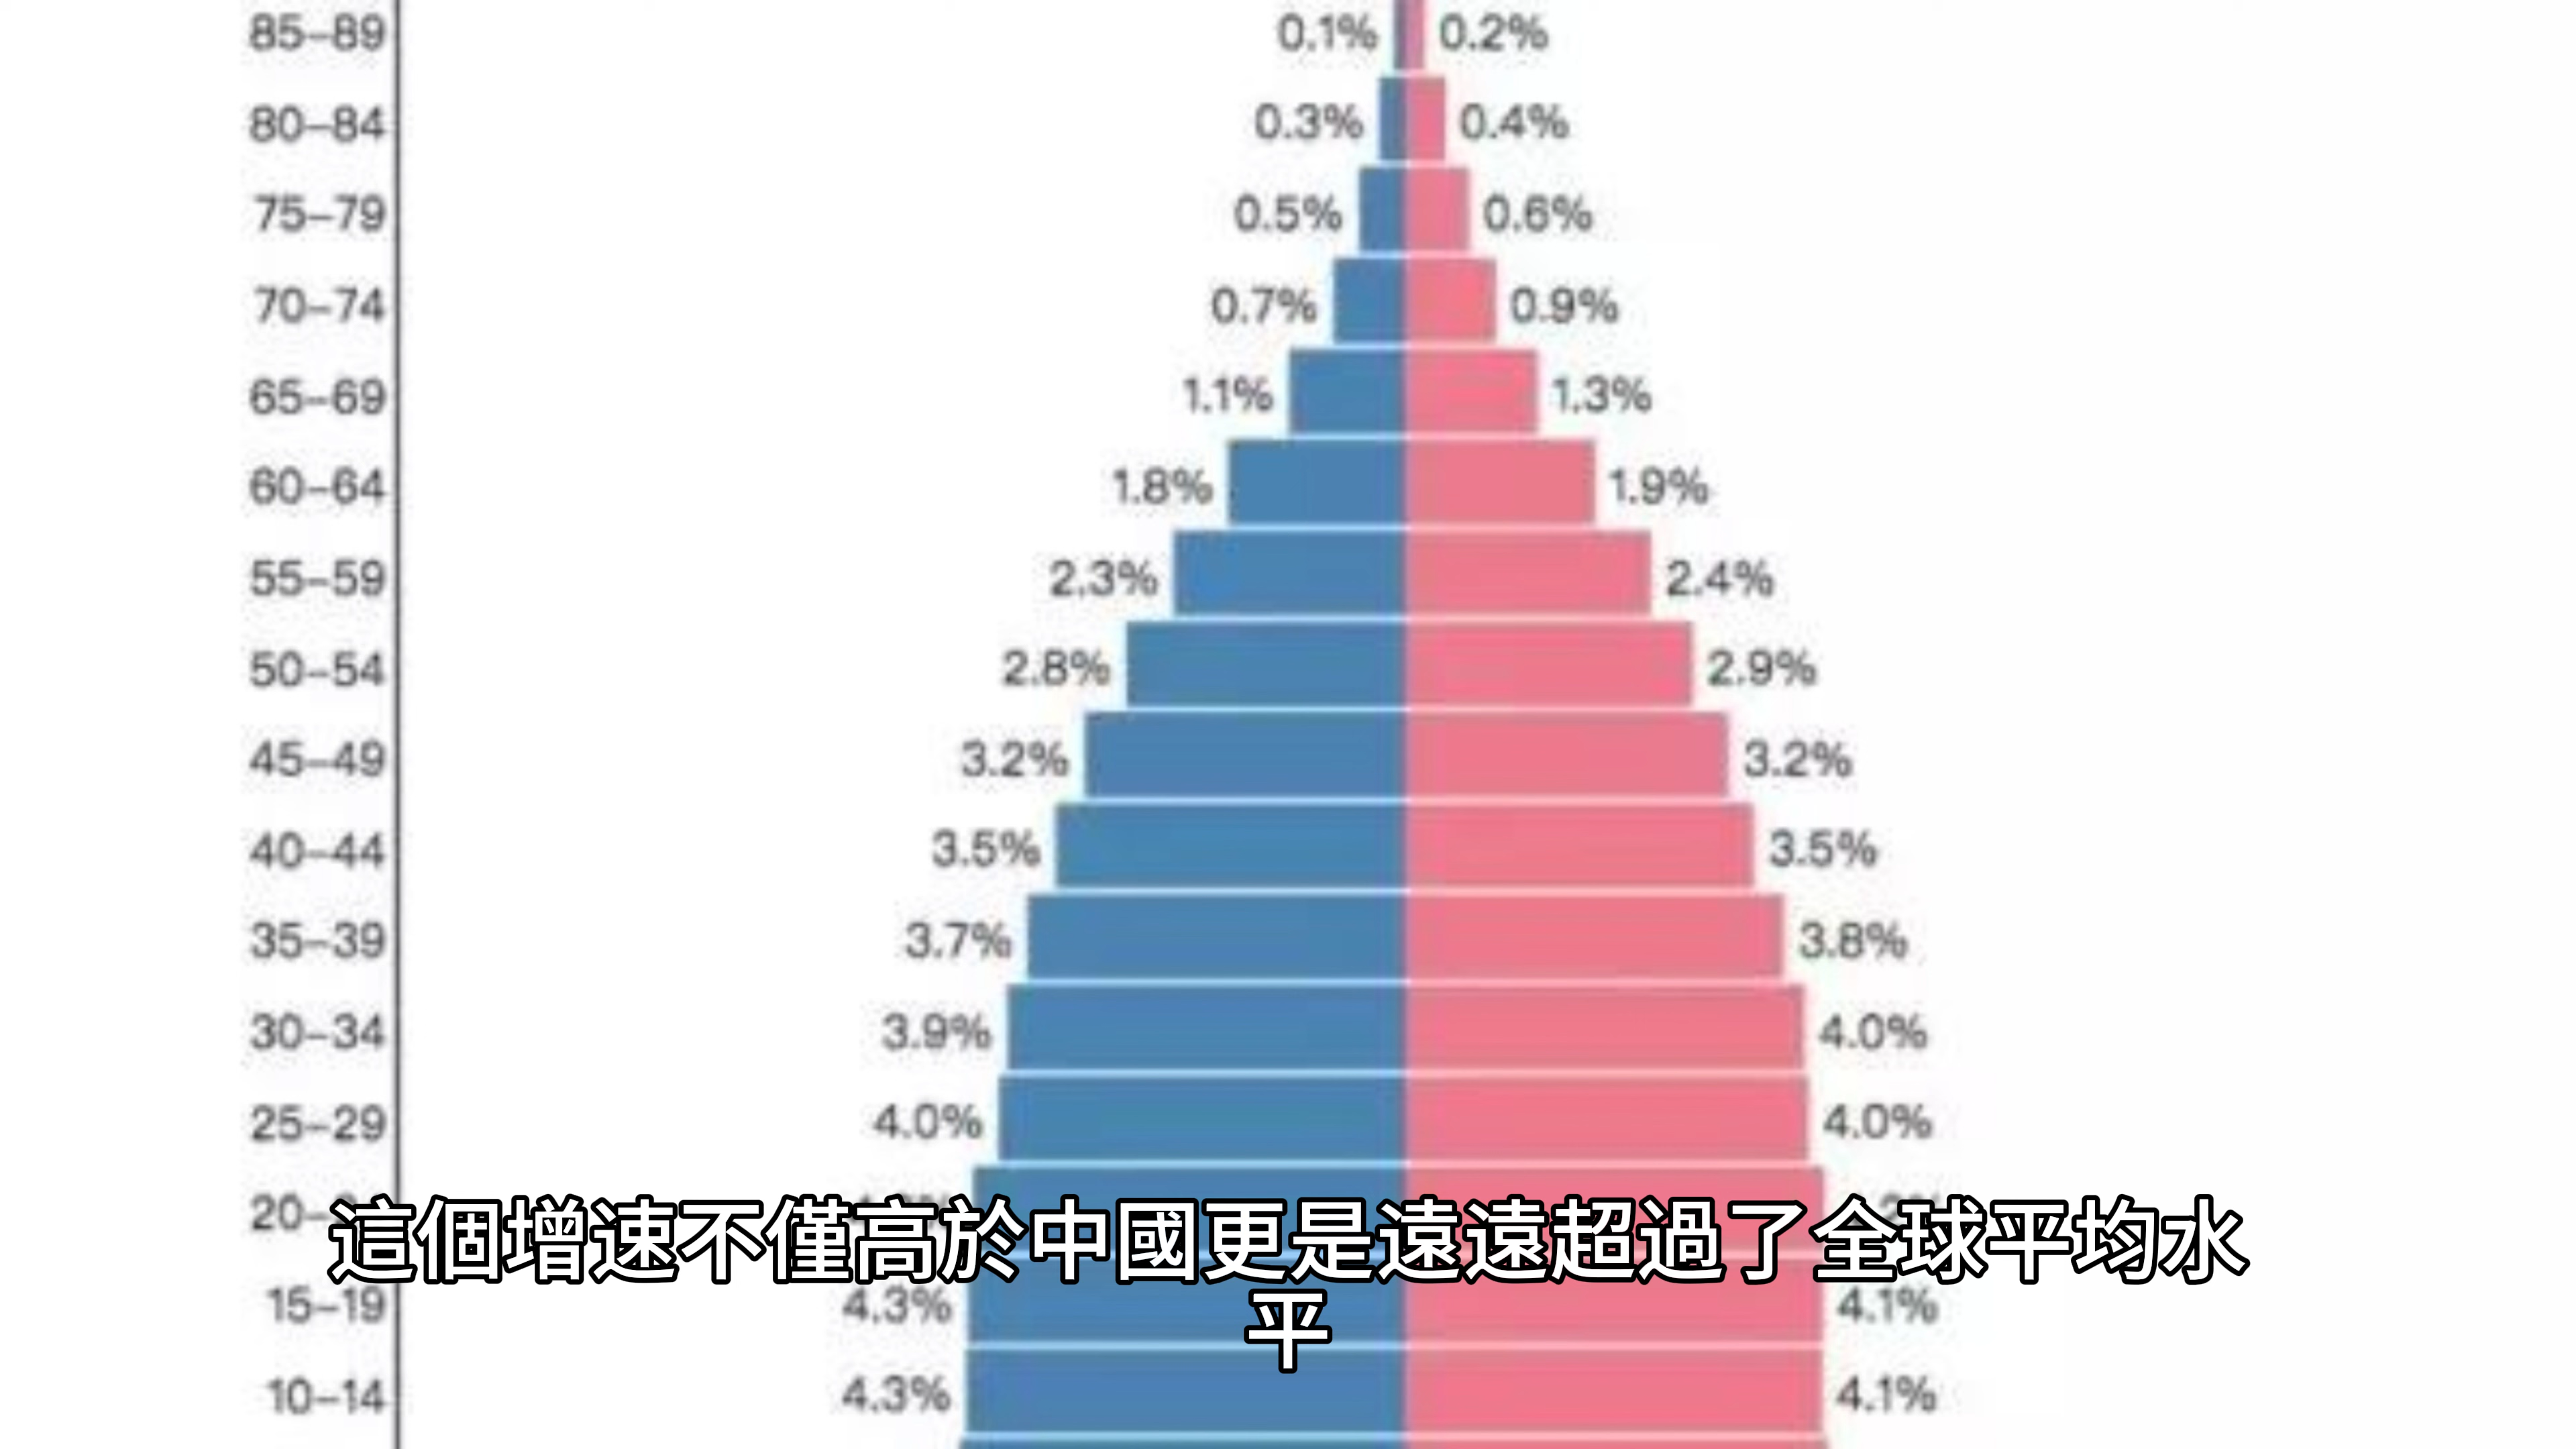 85–89 0.1% 0.2%
80–84 0.3% 0.4%
75–79 0.5% 0.6%
70–74 0.7% 0.9%
65–69 1.1% 1.3%
60–64 1.8% 1.9%
55–59 2.3% 2.4%
50–54 2.8% 2.9%
45–49 3.2% 3.2%
40–44 3.5% 3.5%
35–39 3.7% 3.8%
30–34 3.9% 4.0%
25–29 4.0% 4.0%
這個增速不僅高於中國更是遠遠超過了全球平均水
平
15–19 4.3% 4.1%
10–14 4.3% 4.1%